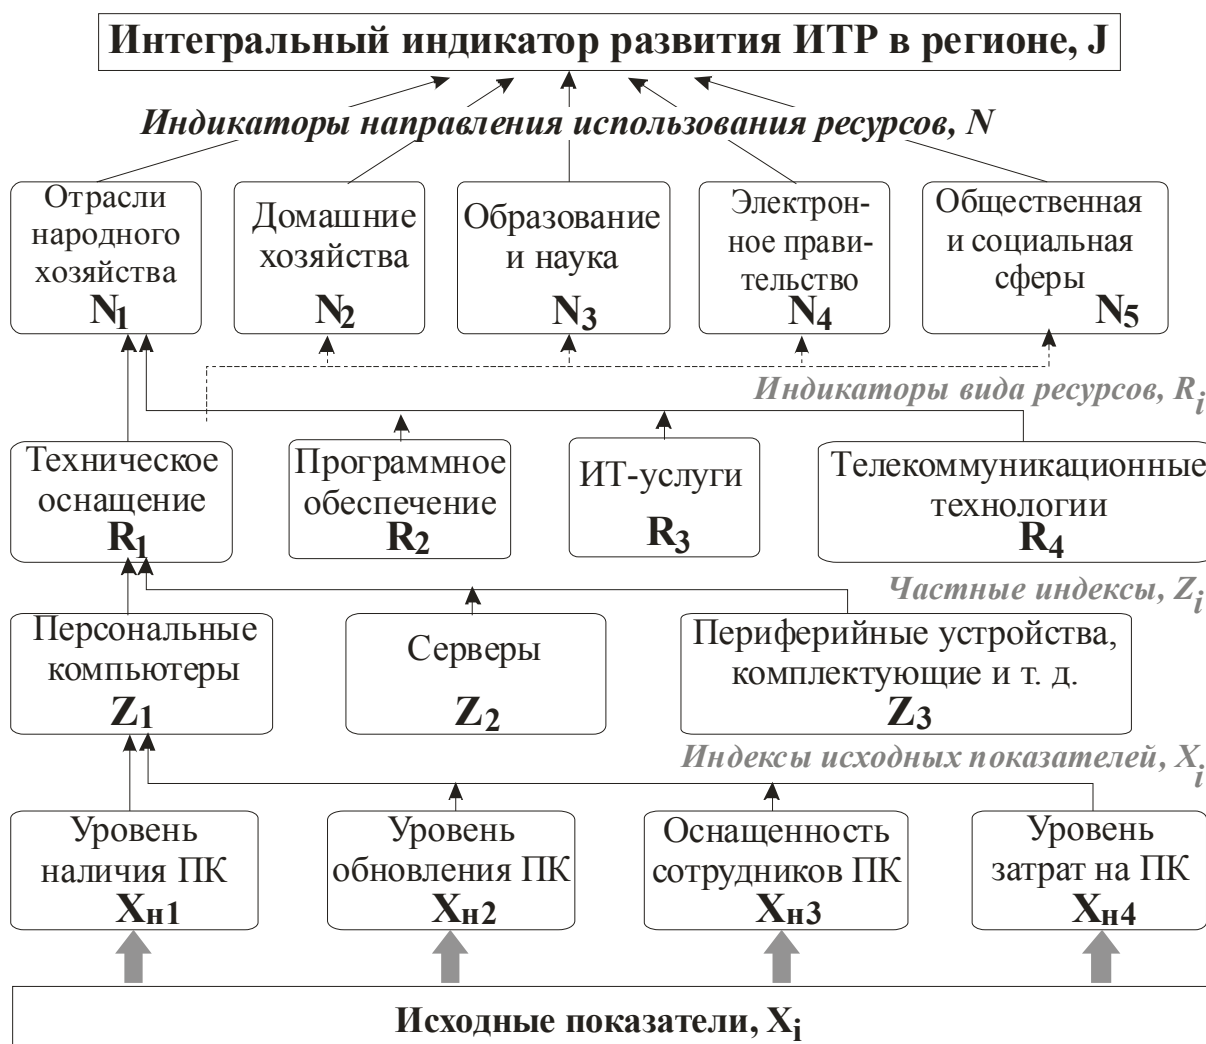 Интегральный индикатор развития ИТР в регионе, J
Индикаторы направления использования ресурсов, N
Отрасли
народного
хозяйства
N1
Домашние
хозяйства
N2
Образование
и наука
N3
Электрон-
ное прави-
тельство
N4
Общественная
и социальная
сферы
N5
Индикаторы вида ресурсов, Ri
Техническое
оснащение
R1
Программное
обеспечение
R2
ИТ-услуги
R3
Телекоммуникационные
технологии
R4
Частные индексы, Zi
Персональные
компьютеры
Z1
Серверы
Z2
Периферийные устройства,
комплектующие и т. д.
Z3
Индексы исходных показателей, Xi
Уровень
наличия ПК
Xн1
Уровень
обновления ПК
Xн2
Оснащенность
сотрудников ПК
Xн3
Уровень
затрат на ПК
Xн4
Исходные показатели, Xi